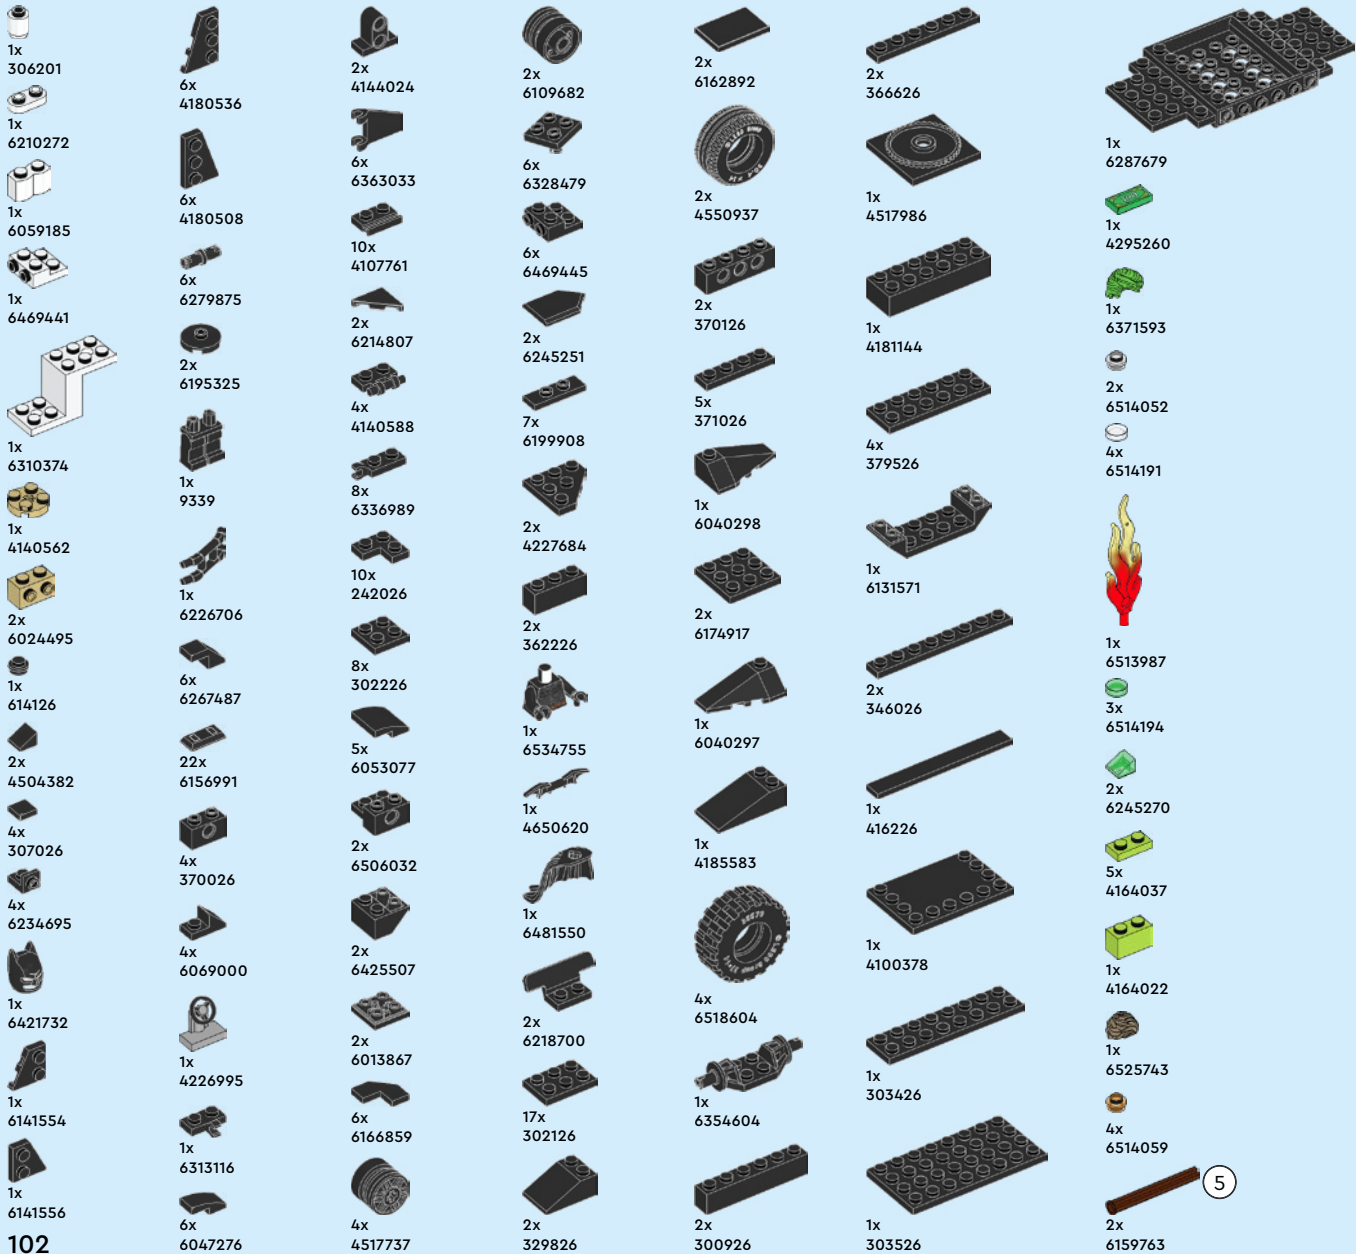 1x
306201
1x
6210272
1x
6059185
1x
6469441
1x
6310374
1x
4140562
2x
6024495
1x
614126
2x
4504382
4x
307026
4x
6234695
1x
6421732
1x
6141554
1x
6141556
102
6x
4180536
6x
4180508
6x
6279875
2x
6195325
1x
9339
1x
6226706
6x
6267487
22x
6156991
4x
370026
4x
6069000
1x
4226995
1x
6313116
6x
6047276
2x
4144024
6x
6363033
10x
4107761
2x
6214807
4x
4140588
8x
6336989
10x
242026
8x
302226
5x
6053077
2x
6506032
2x
6425507
2x
6013867
6x
6166859
4x
4517737
2x
6109682
6x
6328479
6x
6469445
2x
6245251
7x
6199908
2x
4227684
2x
362226
1x
6534755
1x
4650620
1x
6481550
2x
6218700
17x
302126
2x
329826
2x
6162892
2x
4550937
2x
370126
5x
371026
1x
6040298
2x
6174917
1x
6040297
1x
4185583
4x
6518604
1x
6354604
2x
300926
2x
366626
1x
4517986
1x
4181144
4x
379526
1x
6131571
2x
346026
1x
416226
1x
4100378
1x
303426
1x
303526
1x
6287679
1x
4295260
1x
6371593
2x
6514052
4x
6514191
1x
6513987
3x
6514194
2x
6245270
5x
4164037
1x
4164022
1x
6525743
4x
6514059
5
2x
6159763